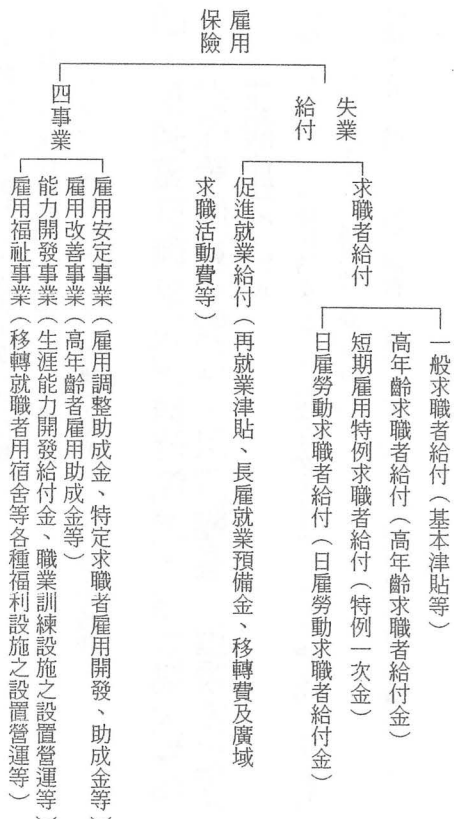 雇用
保險
失業
給付
求職者給付
一般求職者給付（基本津貼等）
高年齡求職者給付（高年齡求職者給付金）
短期雇用特例求職者給付（特例一次金）
日雇勞動求職者給付（日雇勞動求職者給付金）
促進就業給付（再就業津貼、長雇就業預備金、移轉費及廣域
求職活動費等）
四事業
雇用安定事業（雇用調整助成金、特定求職者雇用開發、助成金等）
雇用改善事業（高年齡者雇用助成金等）
能力開發事業（生涯能力開發給付金、職業訓練設施之設置營運等）
雇用福祉事業（移轉就職者用宿舍等各種福利設施之設置營運等）